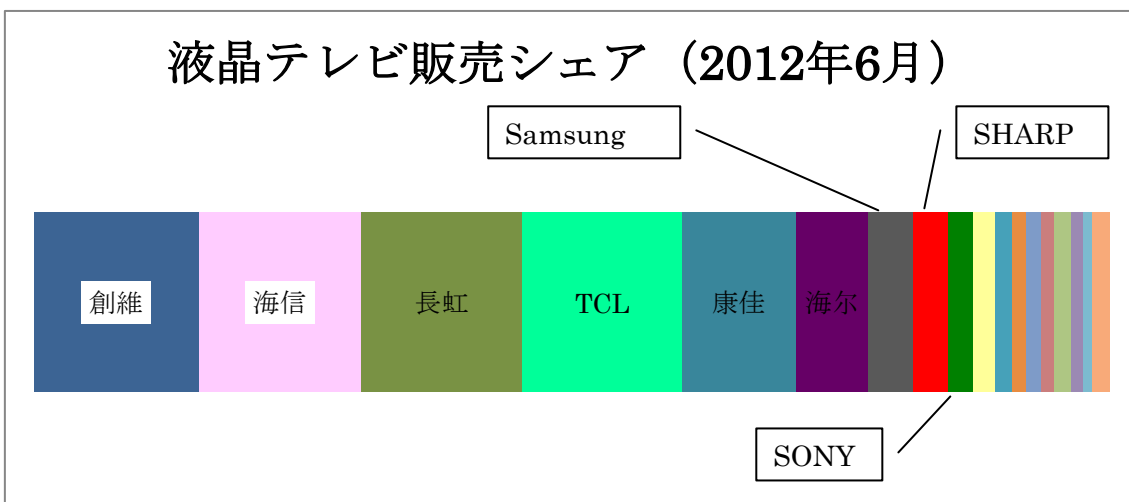 液晶テレビ販売シェア（2012年6月）
Samsung
SHARP
創維
海信
長虹
TCL
康佳
海尔
SONY